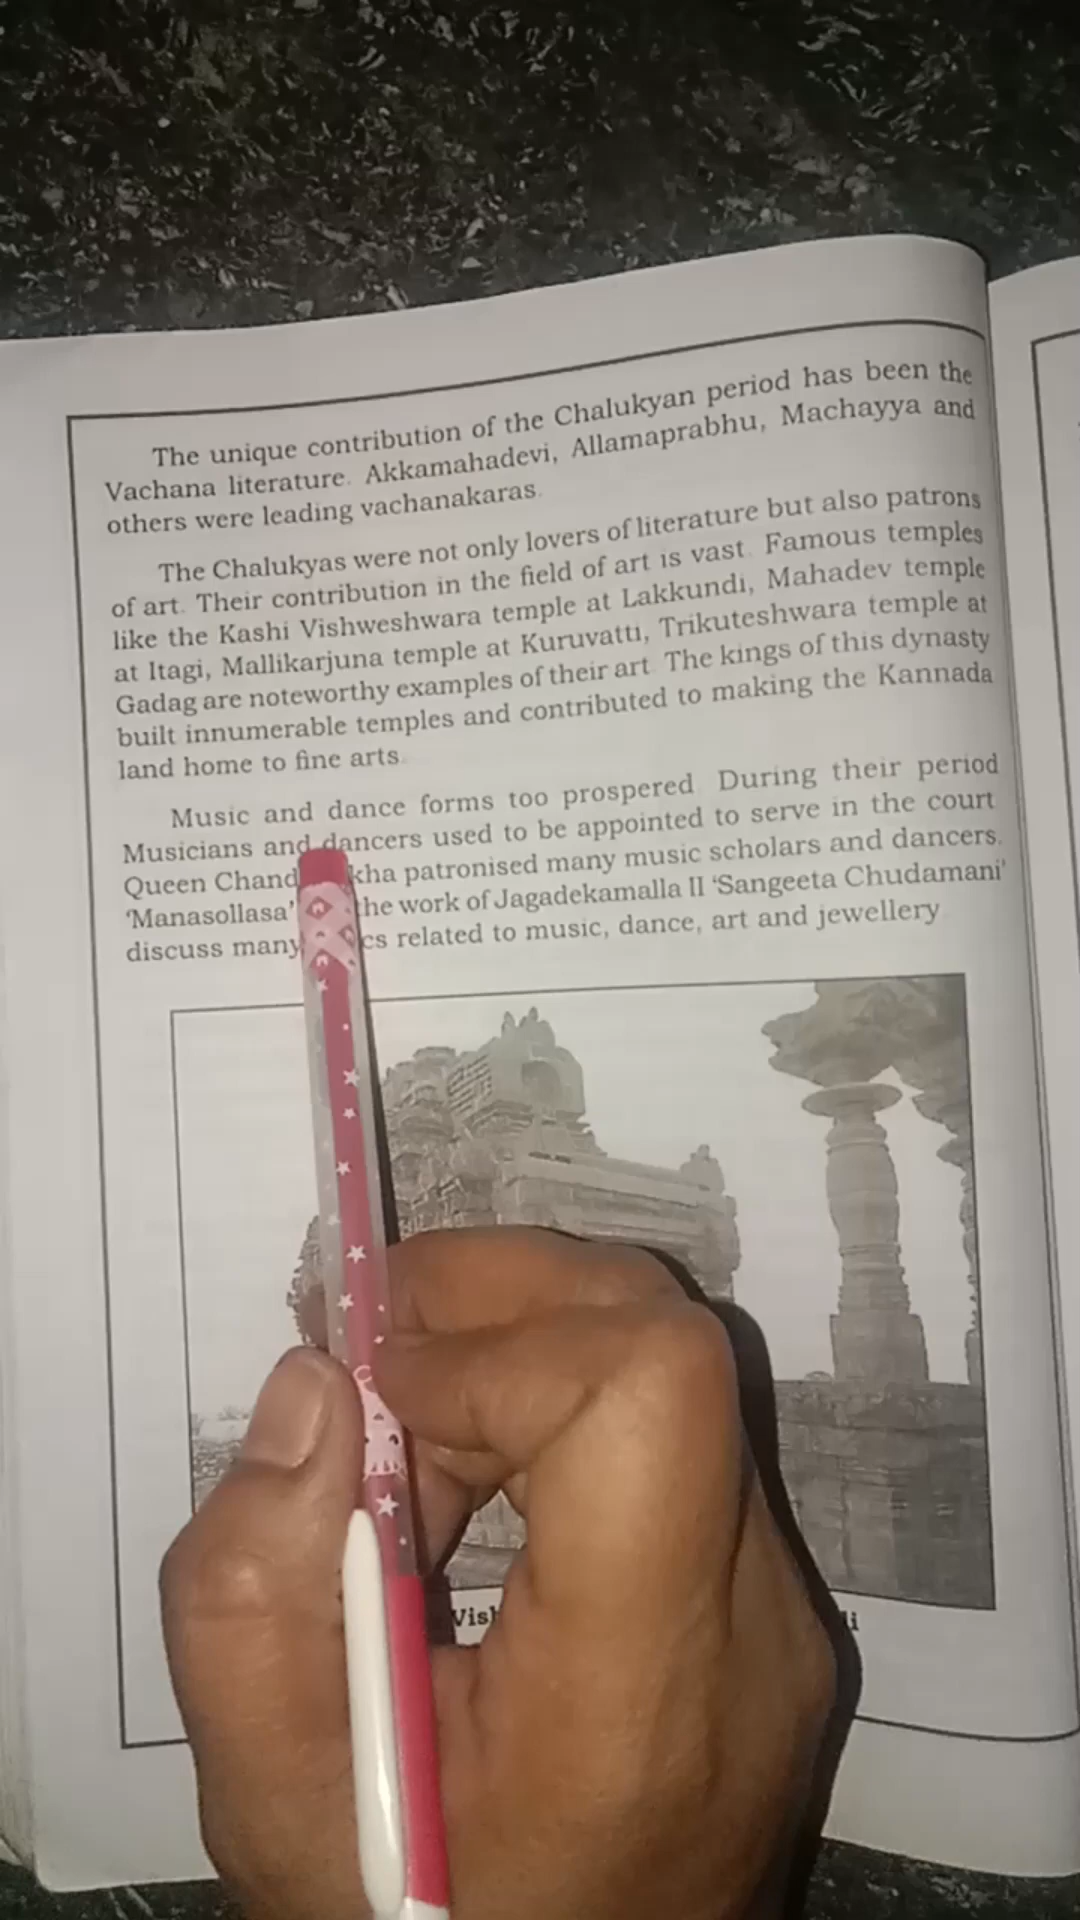 The unique contribution of the Chalukyan period has been the
Vachana literature. Akkamahadevi, Allamaprabhu, Machayya and
others were leading vachanakaras.
The Chalukyas were not only lovers of literature but also patrons
of art. Their contribution in the field of art is vast. Famous temples
like the Kashi Vishweshwara temple at Lakkundi, Mahadev temple
at Itagi, Mallikarjuna temple at Kuruvatti, Trikuteshwara temple at
Gadag are noteworthy examples of their art. The kings of this dynasty
built innumerable temples and contributed to making the Kannada
land home to fine arts.
Music and dance forms too prospered. During their period
Musicians and dancers used to be appointed to serve in the court
Queen patronised many music scholars and dancers.
'Manasollasa' the work of Jagadekamalla II 'Sangeeta Chudamani'
discuss many related to music, dance, art and jewellery